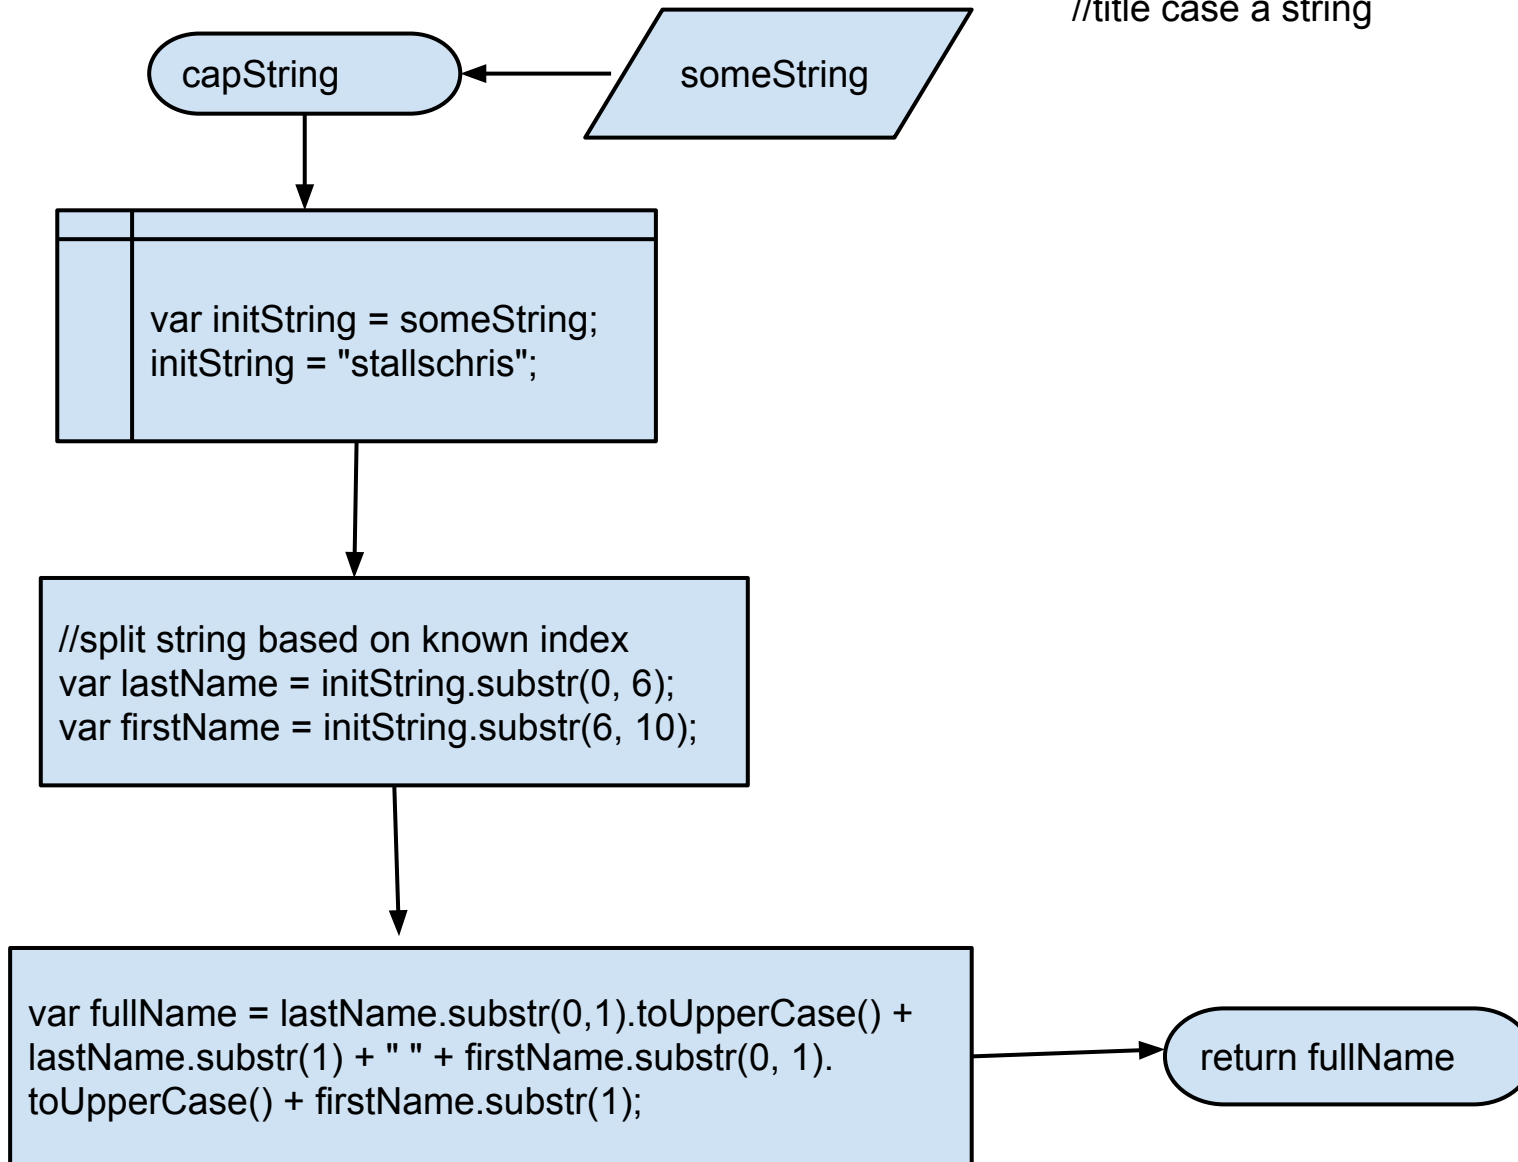 //title case a string
capString
someString
var initString = someString;
initString = "stallschris";
//split string based on known index
var lastName = initString.substr(0, 6);
var firstName = initString.substr(6, 10);
var fullName = lastName.substr(0,1).toUpperCase() +
lastName.substr(1) + " " + firstName.substr(0, 1).
toUpperCase() + firstName.substr(1);
return fullName